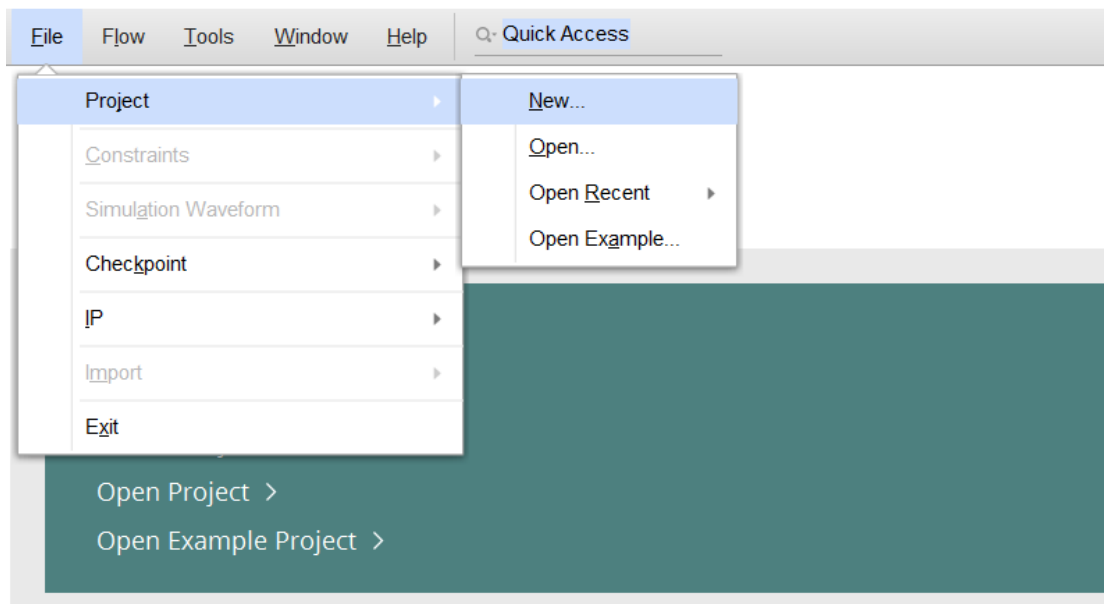 File Flow Tools Window Help Quick Access
Project
Constraints
Simulation Waveform
Checkpoint
IP
Import
Exit
New...
Open...
Open Recent
Open Example...
Open Project >
Open Example Project >